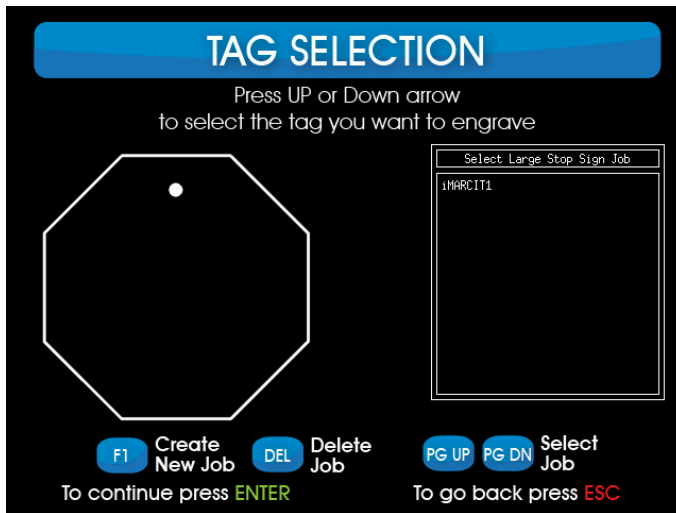 TAG SELECTION
Press UP or Down arrow
to select the tag you want to engrave
Select Large Stop Sign Job
iMARCIT1
F1 Create New Job
DEL Delete Job
PG UP PG DN Select Job
To continue press ENTER
To go back press ESC